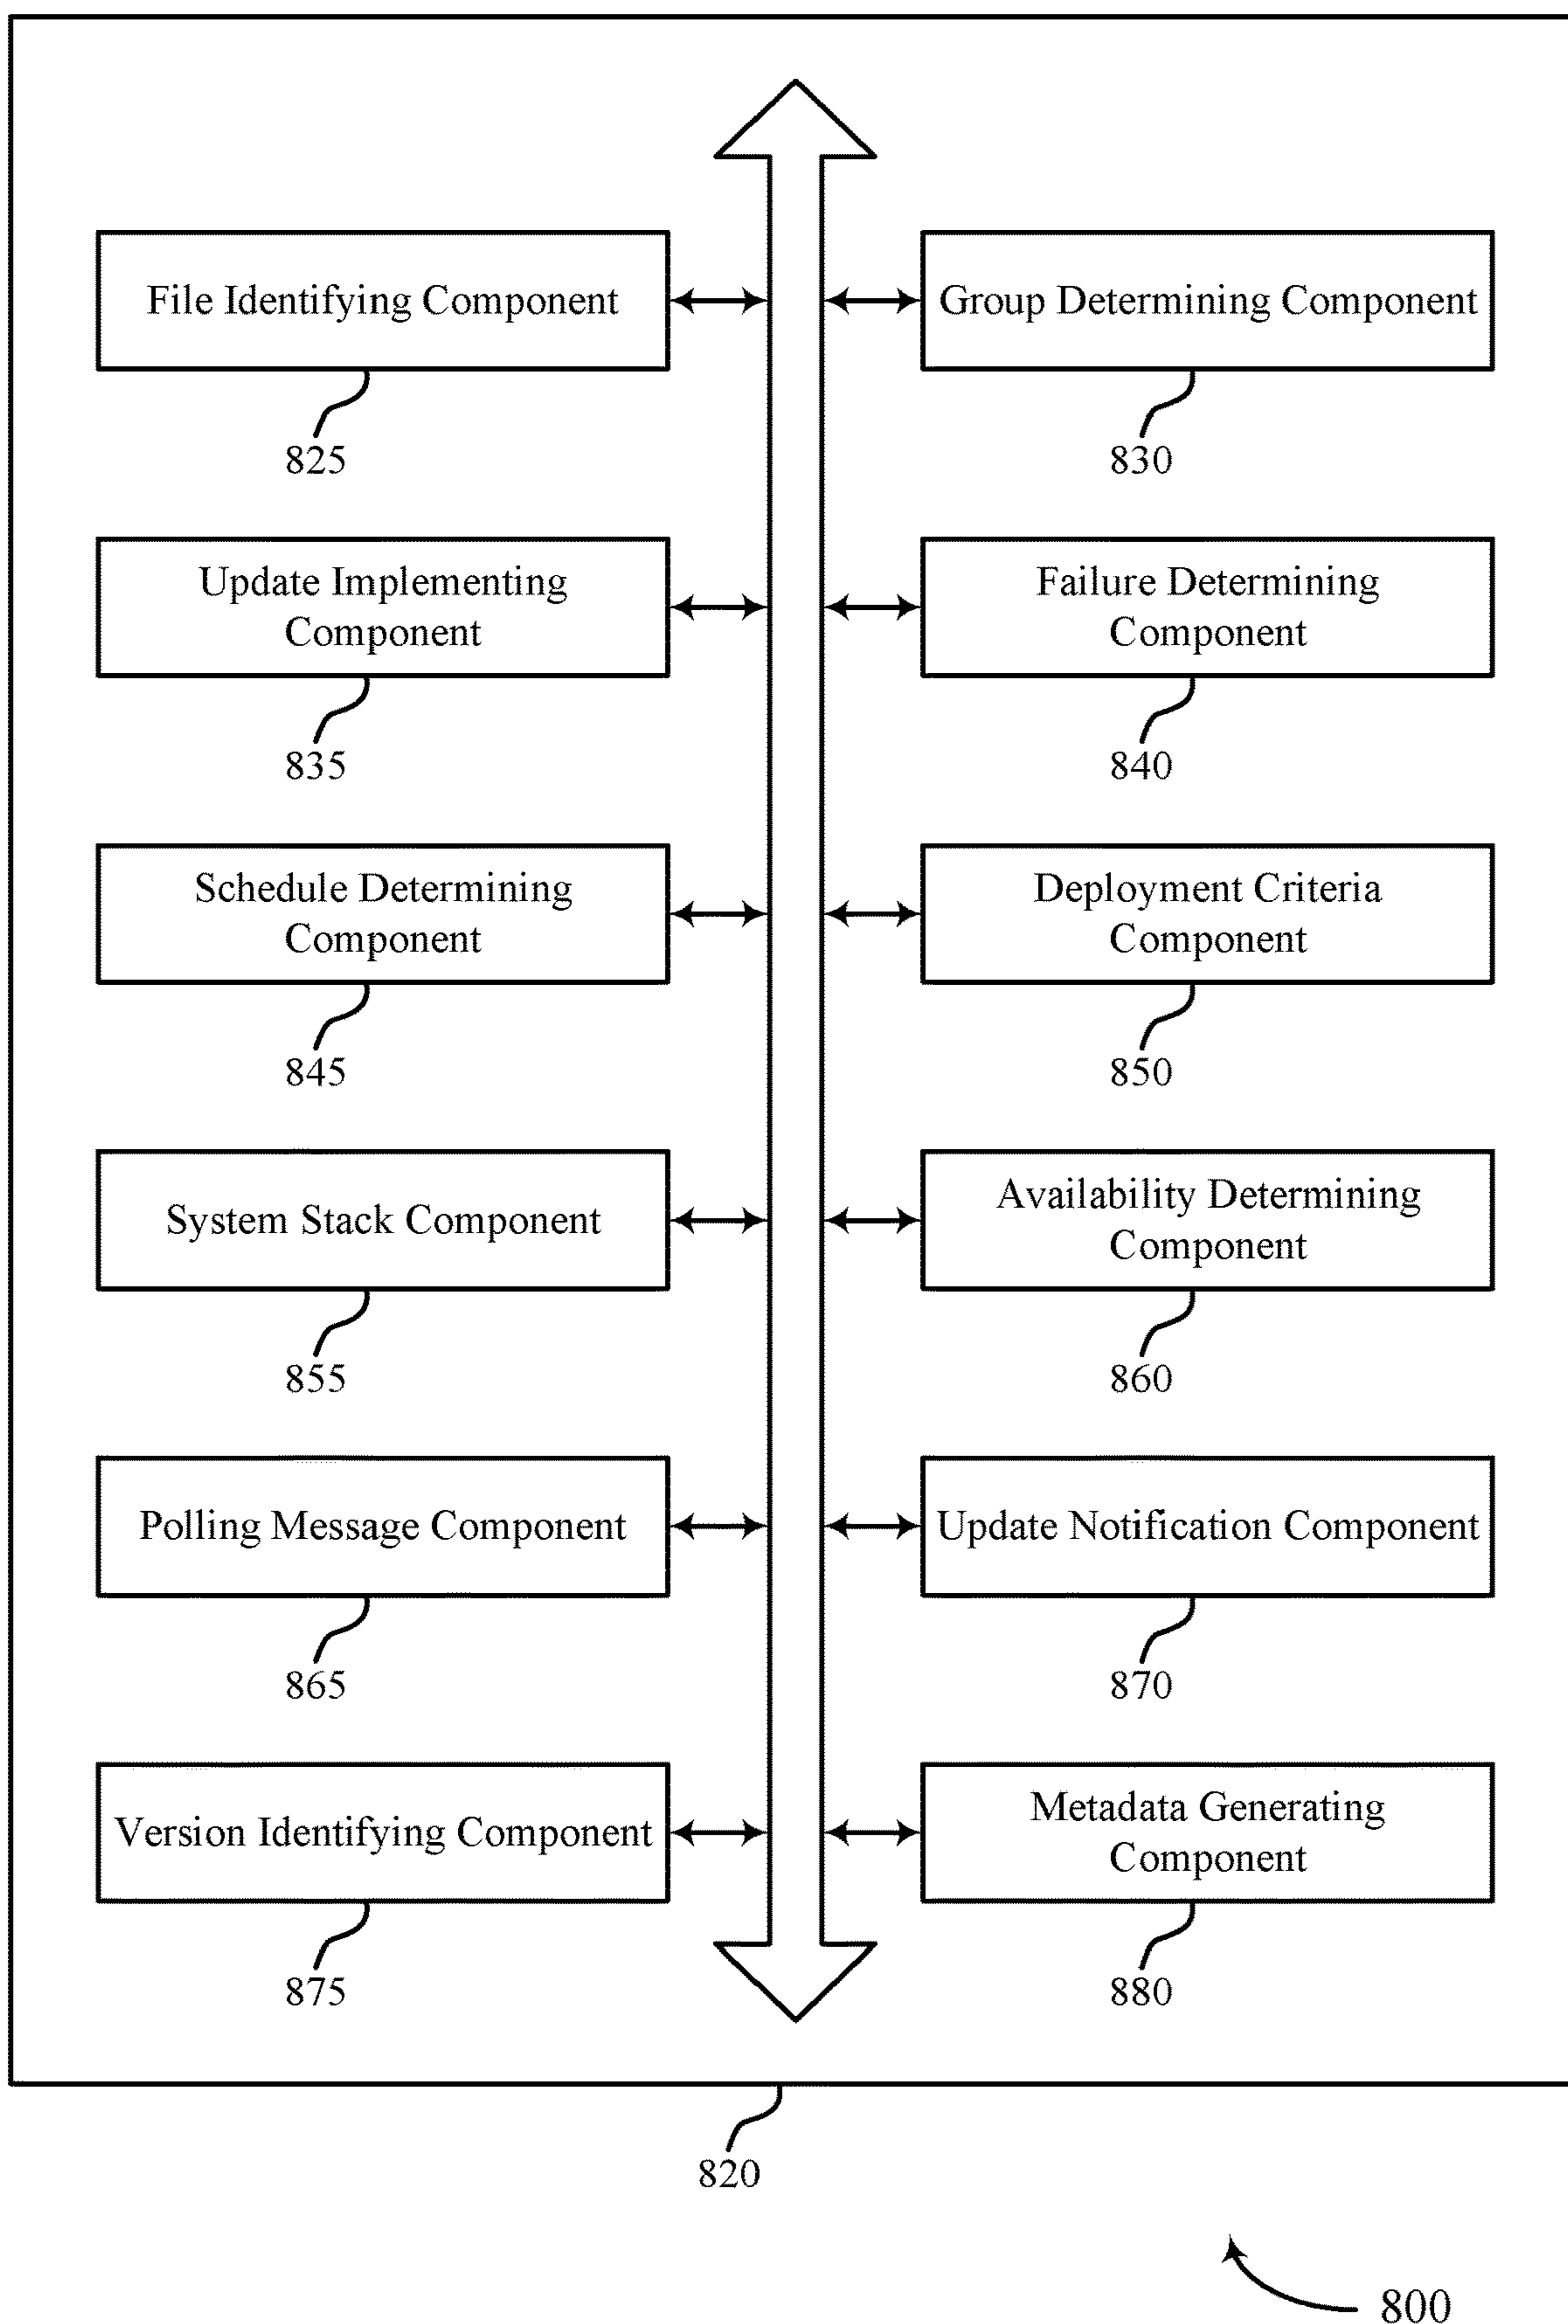 File Identifying Component
825
Group Determining Component
830
Update Implementing
Component
835
Failure Determining
Component
840
Schedule Determining
Component
845
Deployment Criteria
Component
850
System Stack Component
855
Availability Determining
Component
860
Polling Message Component
865
Update Notification Component
870
Version Identifying Component
875
Metadata Generating
Component
880
820
800